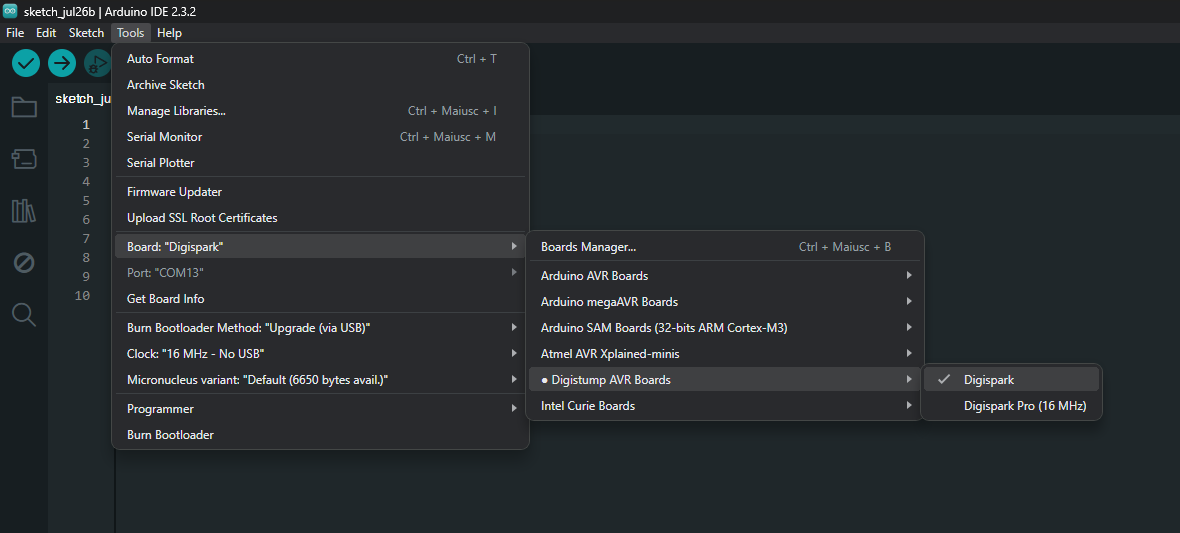 sketch_jul26b | Arduino IDE 2.3.2
File Edit Sketch Tools Help
Auto Format Ctrl + T
Archive Sketch
sketch_ju
Manage Libraries... Ctrl + Maiusc + I
1
Serial Monitor Ctrl + Maiusc + M
2
Serial Plotter
3
4
Firmware Updater
5
Upload SSL Root Certificates
6
7
Board: "Digispark"
Boards Manager... Ctrl + Maiusc + B
8
Port: "COM13"
Arduino AVR Boards
9
Get Board Info
10
Arduino megaAVR Boards
Burn Bootloader Method: "Upgrade (via USB)"
Arduino SAM Boards (32-bits ARM Cortex-M3)
Clock: "16 MHz - No USB"
Atmel AVR Xplained-minis
Micronucleus variant: "Default (6650 bytes avail.)"
● Digistump AVR Boards
Digispark
Programmer
Intel Curie Boards
Digispark Pro (16 MHz)
Burn Bootloader